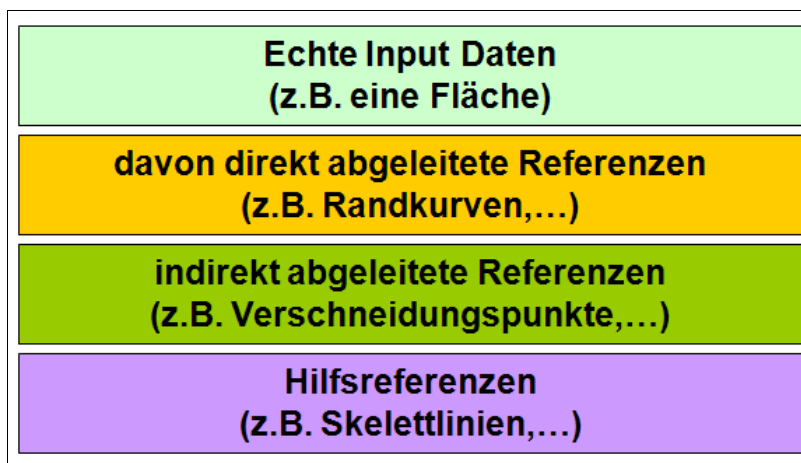 Echte Input Daten
(z.B. eine Fläche)
davon direkt abgeleitete Referenzen
(z.B. Randkurven,…)
indirekt abgeleitete Referenzen
(z.B. Verschneidungspunkte,…)
Hilfsreferenzen
(z.B. Skelettlinien,…)